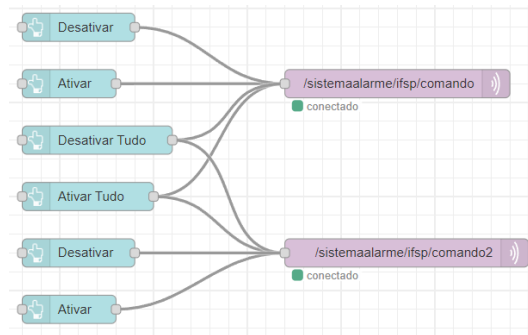 Desativar
Ativar
/sistemaalarme/ifsp/comando
conectado
Desativar Tudo
Ativar Tudo
Desativar
/sistemaalarme/ifsp/comando2
conectado
Ativar